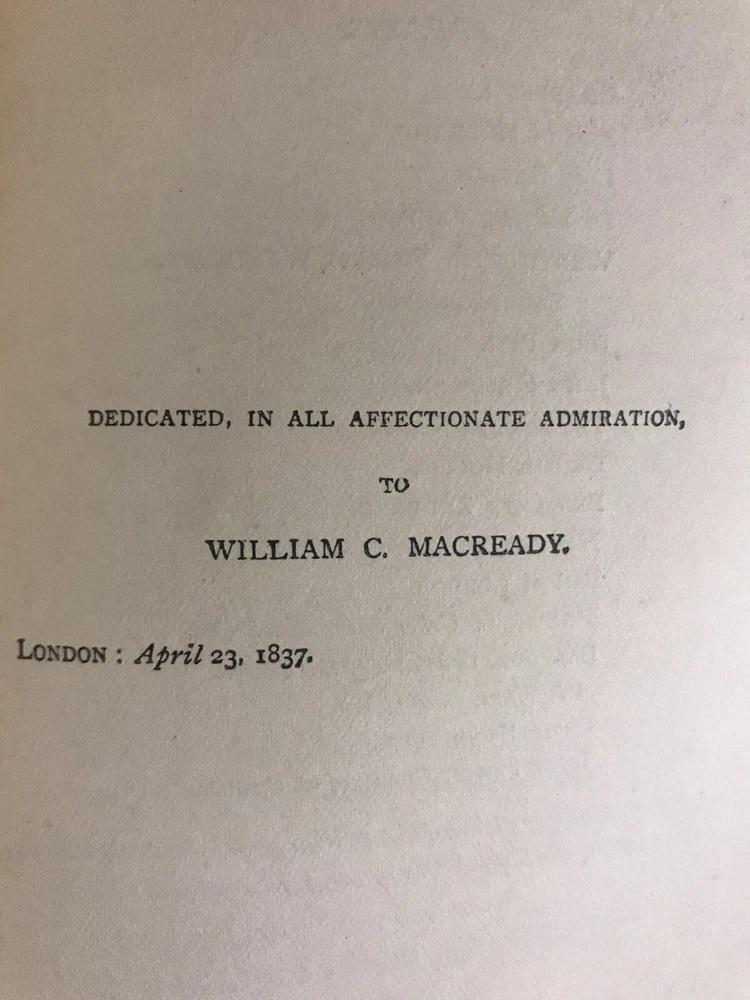 DEDICATED, IN ALL AFFECTIONATE ADMIRATION,
TO
WILLIAM C. MACREADY.
LONDON: April 23, 1837.